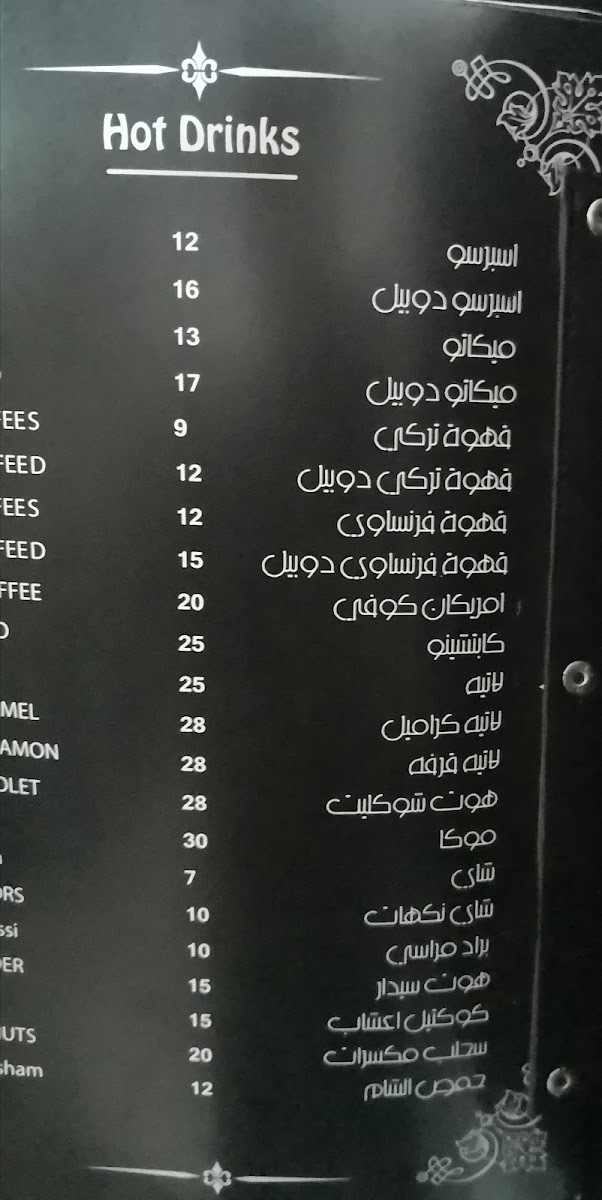 Hot Drinks
12 اسبرسو
16 اسبرسو دوبيل
13 ميكاتو
17 ميكاتو دوبيل
FEES 9 قهوة تركي
FEED 12 قهوة تركي دوبيل
FEES 12 قهوة فرنساوي
FEED 15 قهوة فرنساوي دوبيل
FFEE 20 امريكان كوفي
O 25 كابتشينو
25 لاتيه
MEL 28 لاتيه كراميل
AMON 28 لاتيه قرفه
OLET 28 هوت شوكليت
30 موكا
7 شاي
ORS 10 شاي نكهات
ssi 10 براد مراسي
DER 15 هوت سيدار
15 كوكتيل اعشاب
NUTS 20 سحلب مكسرات
sham 12 حمص الشام